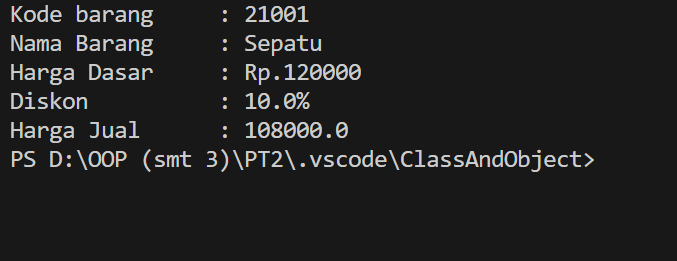 Kode barang     : 21001
Nama Barang     : Sepatu
Harga Dasar     : Rp.120000
Diskon          : 10.0%
Harga Jual      : 108000.0
PS D:\OOP (smt 3)\PT2\.vscode\ClassAndObject>